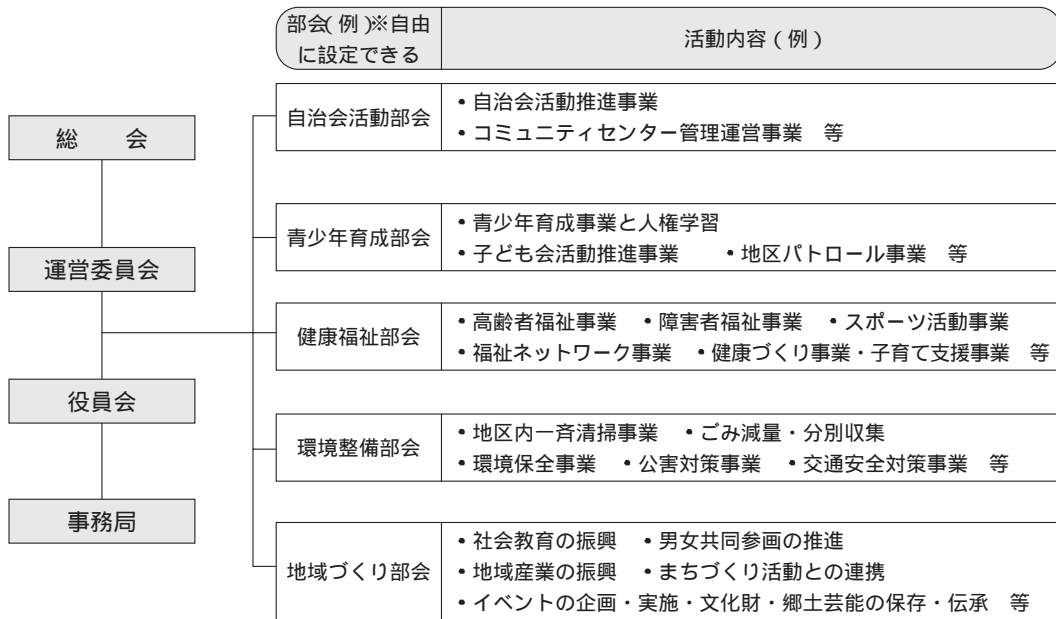 部会(例)※自由
に設定できる
活動内容(例)
総　　会
運営委員会
役員会
事務局
自治会活動部会
・自治会活動推進事業
・コミュニティセンター管理運営事業　等
青少年育成部会
・青少年育成事業と人権学習
・子ども会活動推進事業　　・地区パトロール事業　等
健康福祉部会
・高齢者福祉事業　・障害者福祉事業　・スポーツ活動事業
・福祉ネットワーク事業　・健康づくり事業・子育て支援事業　等
環境整備部会
・地区内一斉清掃事業　・ごみ減量・分別収集
・環境保全事業　・公害対策事業　・交通安全対策事業　等
地域づくり部会
・社会教育の振興　・男女共同参画の推進
・地域産業の振興　・まちづくり活動との連携
・イベントの企画・実施・文化財・郷土芸能の保存・伝承　等